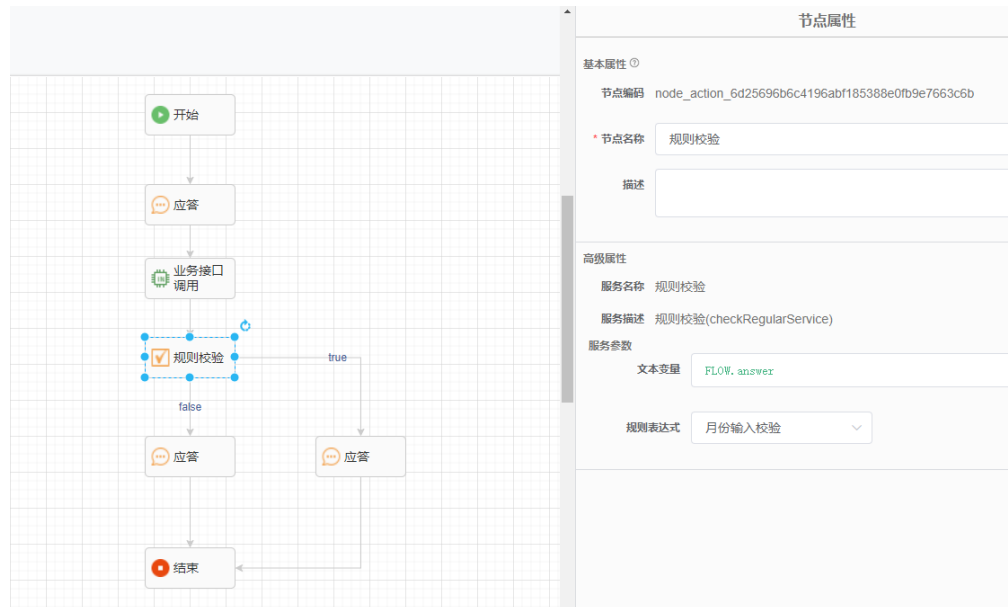 开始
应答
业务接口
调用
规则校验
true
false
应答
应答
结束
节点属性
基本属性
节点编码 node_action_6d25696b6c4196abf185388e0fb9e7663c6b
* 节点名称 规则校验
描述
高级属性
服务名称 规则校验
服务描述 规则校验(checkRegularService)
服务参数
文本变量 FLOW.answer
规则表达式 月份输入校验